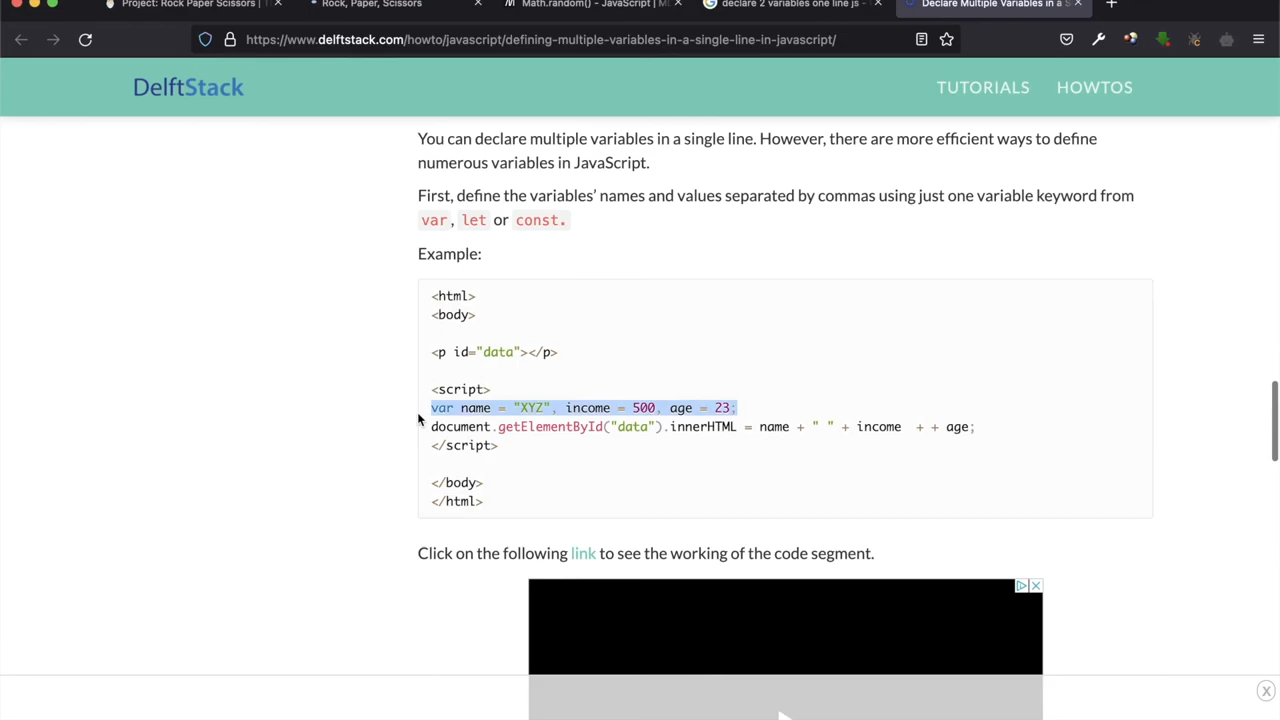 Project: Rock Paper Scissors | T
Rock, Paper, Scissors
Math.random() - JavaScript | M
declare 2 variables one line js -
Declare Multiple Variables in a S
https://www.delftstack.com/howto/javascript/defining-multiple-variables-in-a-single-line-in-javascript/
DelftStack
TUTORIALS
HOWTOS
You can declare multiple variables in a single line. However, there are more efficient ways to define
numerous variables in JavaScript.
First, define the variables’ names and values separated by commas using just one variable keyword from
var, let or const.
Example:
<html>
<body>
<p id="data"></p>
<script>
var name = "XYZ", income = 500, age = 23;
document.getElementById("data").innerHTML = name + " " + income  + + age;
</script>
</body>
</html>
Click on the following link to see the working of the code segment.